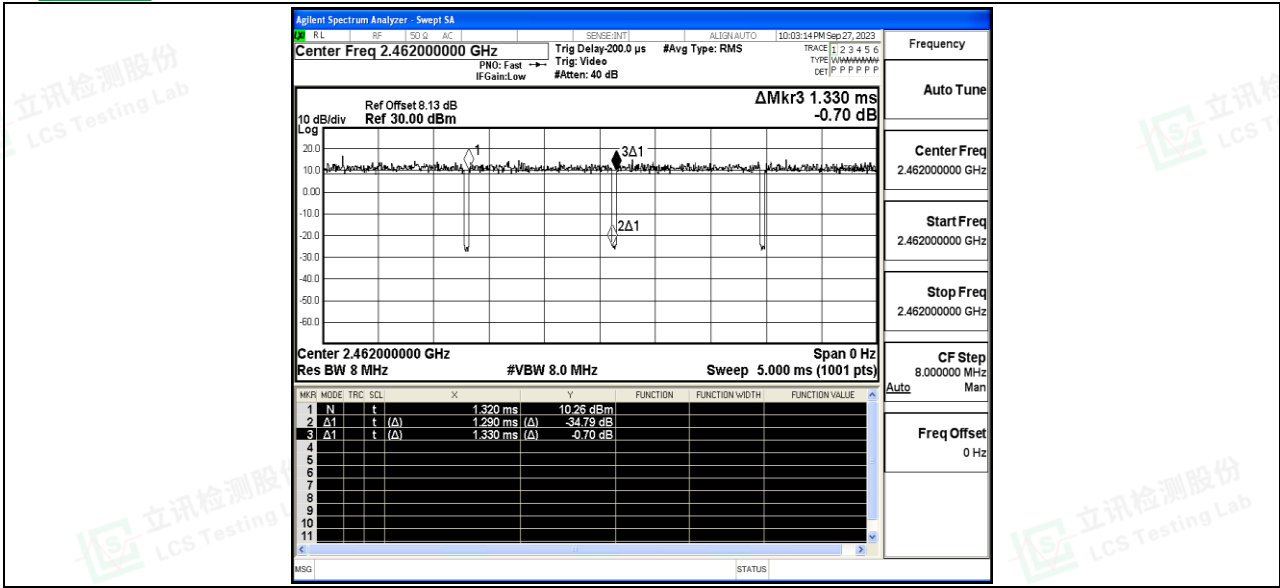 Agilent Spectrum Analyzer - Swept SA
RL RF 50 Ω AC SENSE:INT ALIGNAUTO 10:03:14 PM Sep 27, 2023
Center Freq 2.462000000 GHz
PNO: Fast
IFGain:Low
Trig Delay-200.0 µs
Trig: Video
#Atten: 40 dB
#Avg Type: RMS
TRACE 1 2 3 4 5 6
TYPE WWWWWW
DET P P P P P P
ΔMkr3 1.330 ms
-0.70 dB
Ref Offset 8.13 dB
10 dB/div Ref 30.00 dBm
Log
20.0
10.0
0.00
-10.0
-20.0
-30.0
-40.0
-50.0
-60.0
1
3Δ1
2Δ1
Center 2.462000000 GHz Span 0 Hz
Res BW 8 MHz #VBW 8.0 MHz Sweep 5.000 ms (1001 pts)
MKR MODE TRC SCL X Y FUNCTION FUNCTION WIDTH FUNCTION VALUE
1 N t 1.320 ms 10.26 dBm
2 Δ1 t (Δ) 1.290 ms (Δ) -34.79 dB
3 Δ1 t (Δ) 1.330 ms (Δ) -0.70 dB
4
5
6
7
8
9
10
11
MSG STATUS
Frequency
Auto Tune
Center Freq
2.462000000 GHz
Start Freq
2.462000000 GHz
Stop Freq
2.462000000 GHz
CF Step
8.000000 MHz
Auto Man
Freq Offset
0 Hz
立讯检测股份
LCS Testing Lab
立讯检
LCS T
立讯检测股份
LCS Testing L
立讯检测股份
LCS Testing Lab